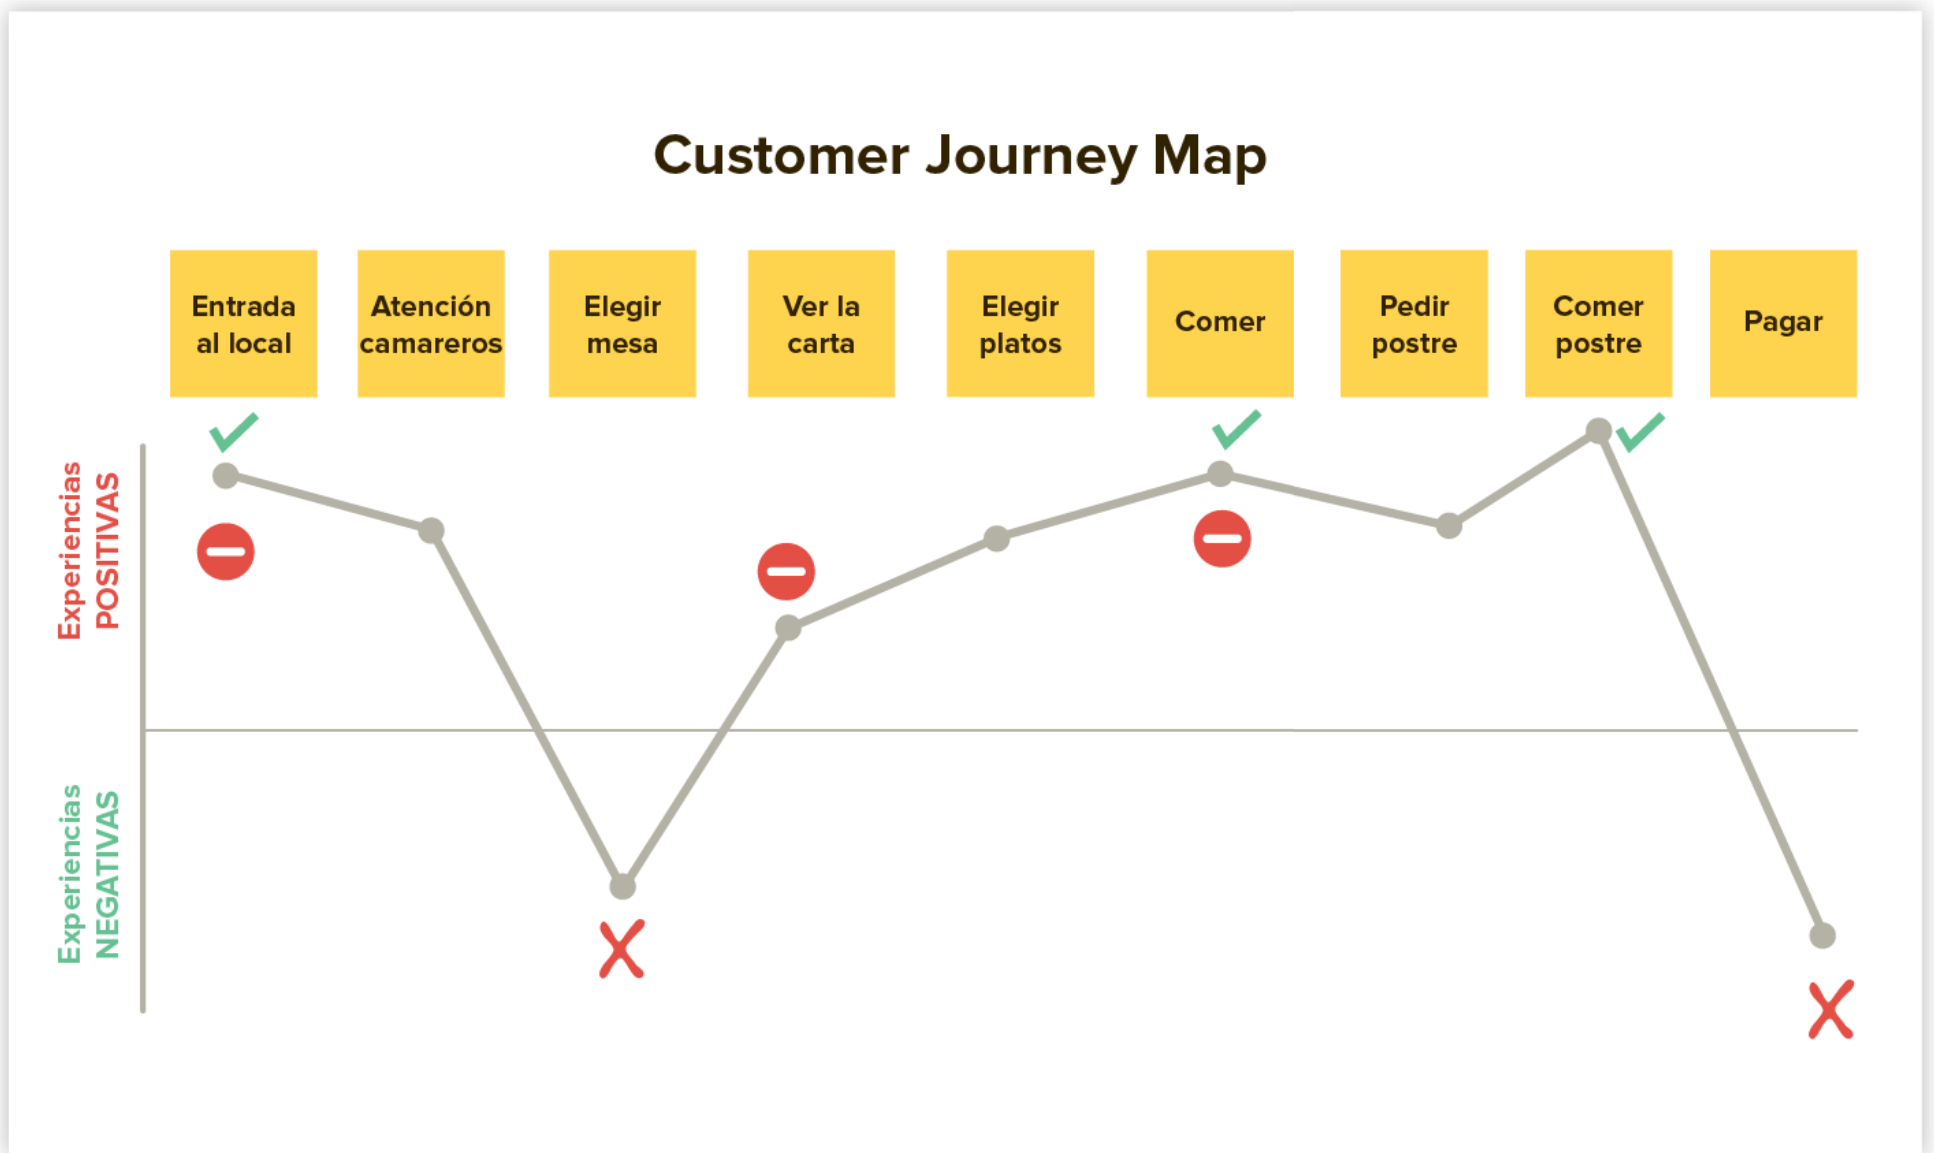 Customer Journey Map
Entrada
al local
Atención
camareros
Elegir
mesa
Ver la
carta
Elegir
platos
Comer
Pedir
postre
Comer
postre
Pagar
Experiencias
POSITIVAS
Experiencias
NEGATIVAS